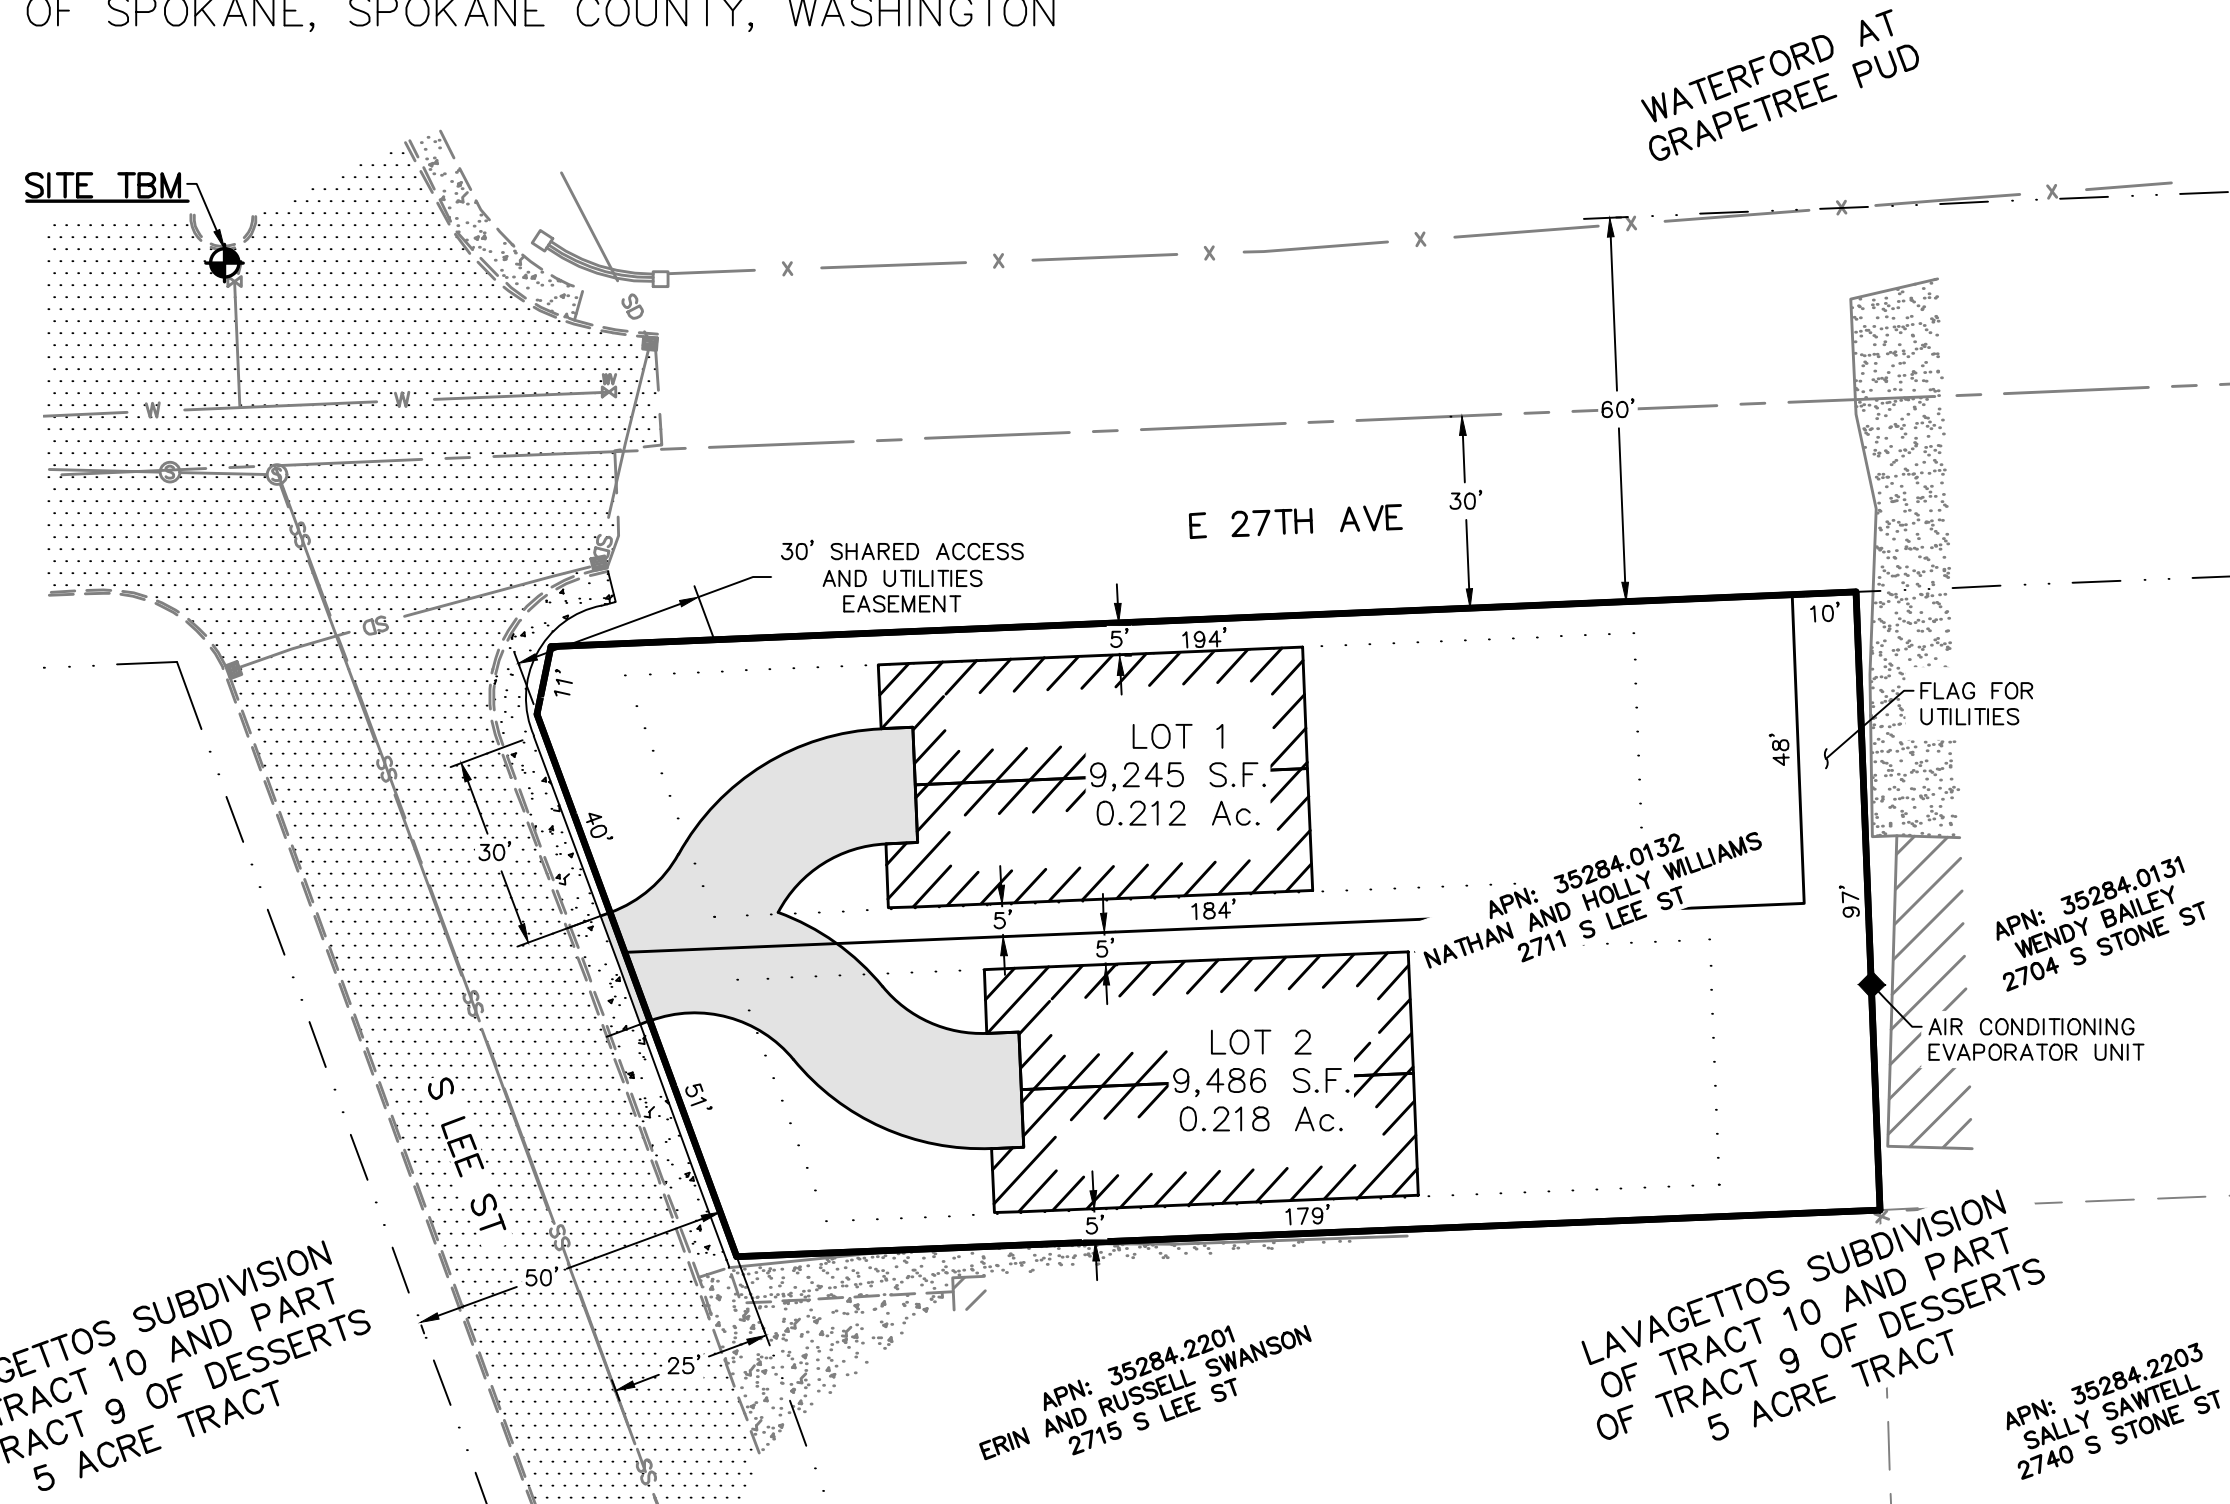 OF SPOKANE, SPOKANE COUNTY, WASHINGTON
WATERFORD AT
GRAPETREE PUD
SITE TBM
SD
W
W
W
X
X
X
X
X
X
X
60'
30'
S
S
SS
SD
SD
E 27TH AVE
30' SHARED ACCESS
AND UTILITIES
EASEMENT
5'
194'
10'
11'
FLAG FOR
UTILITIES
48'
LOT 1
9,245 S.F.
0.212 Ac.
40'
30'
SS
5'
184'
5'
APN: 35284.0132
NATHAN AND HOLLY WILLIAMS
2711 S LEE ST
97'
APN: 35284.0131
WENDY BAILEY
2704 S STONE ST
AIR CONDITIONING
EVAPORATOR UNIT
SS
LOT 2
9,486 S.F.
0.218 Ac.
51'
S LEE ST
5'
179'
SS
50'
25'
SS
GETTOS SUBDIVISION
TRACT 10 AND PART
RACT 9 OF DESSERTS
5 ACRE TRACT
APN: 35284.2201
ERIN AND RUSSELL SWANSON
2715 S LEE ST
X
LAVAGETTOS SUBDIVISION
OF TRACT 10 AND PART
OF TRACT 9 OF DESSERTS
5 ACRE TRACT
APN: 35284.2203
SALLY SAWTELL
2740 S STONE ST